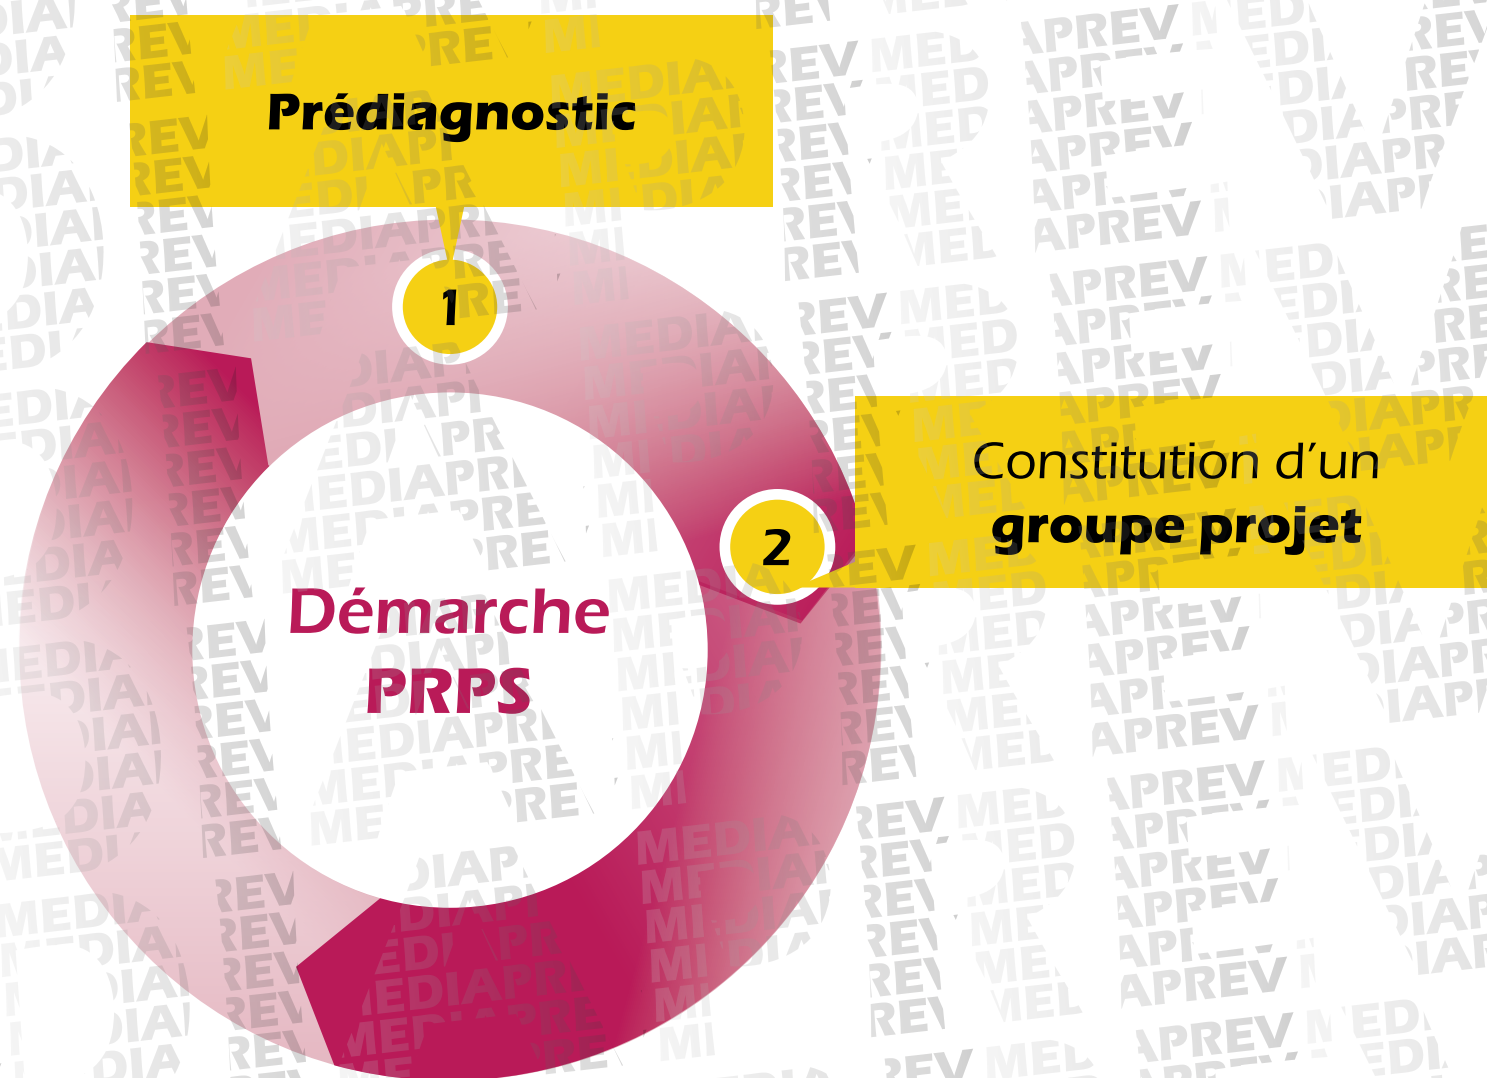 Prédiagnostic
1
Constitution d'un
groupe projet
2
Démarche
PRPS